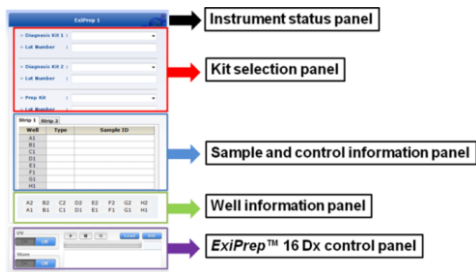 ExiPrep 1
Instrument status panel
Diagnosis Kit 1 :
Lot Number :
Diagnosis Kit 2 :
Lot Number :
Prep Kit :
Lot Number :
Kit selection panel
Strip 1 Strip 2
Well Type Sample ID
A1
B1
C1
D1
E1
F1
G1
H1
Sample and control information panel
A2 B2 C2 D2 E2 F2 G2 H2
A1 B1 C1 D1 E1 F1 G1 H1
Well information panel
UV
Off
Off
ExiPrep™ 16 Dx control panel